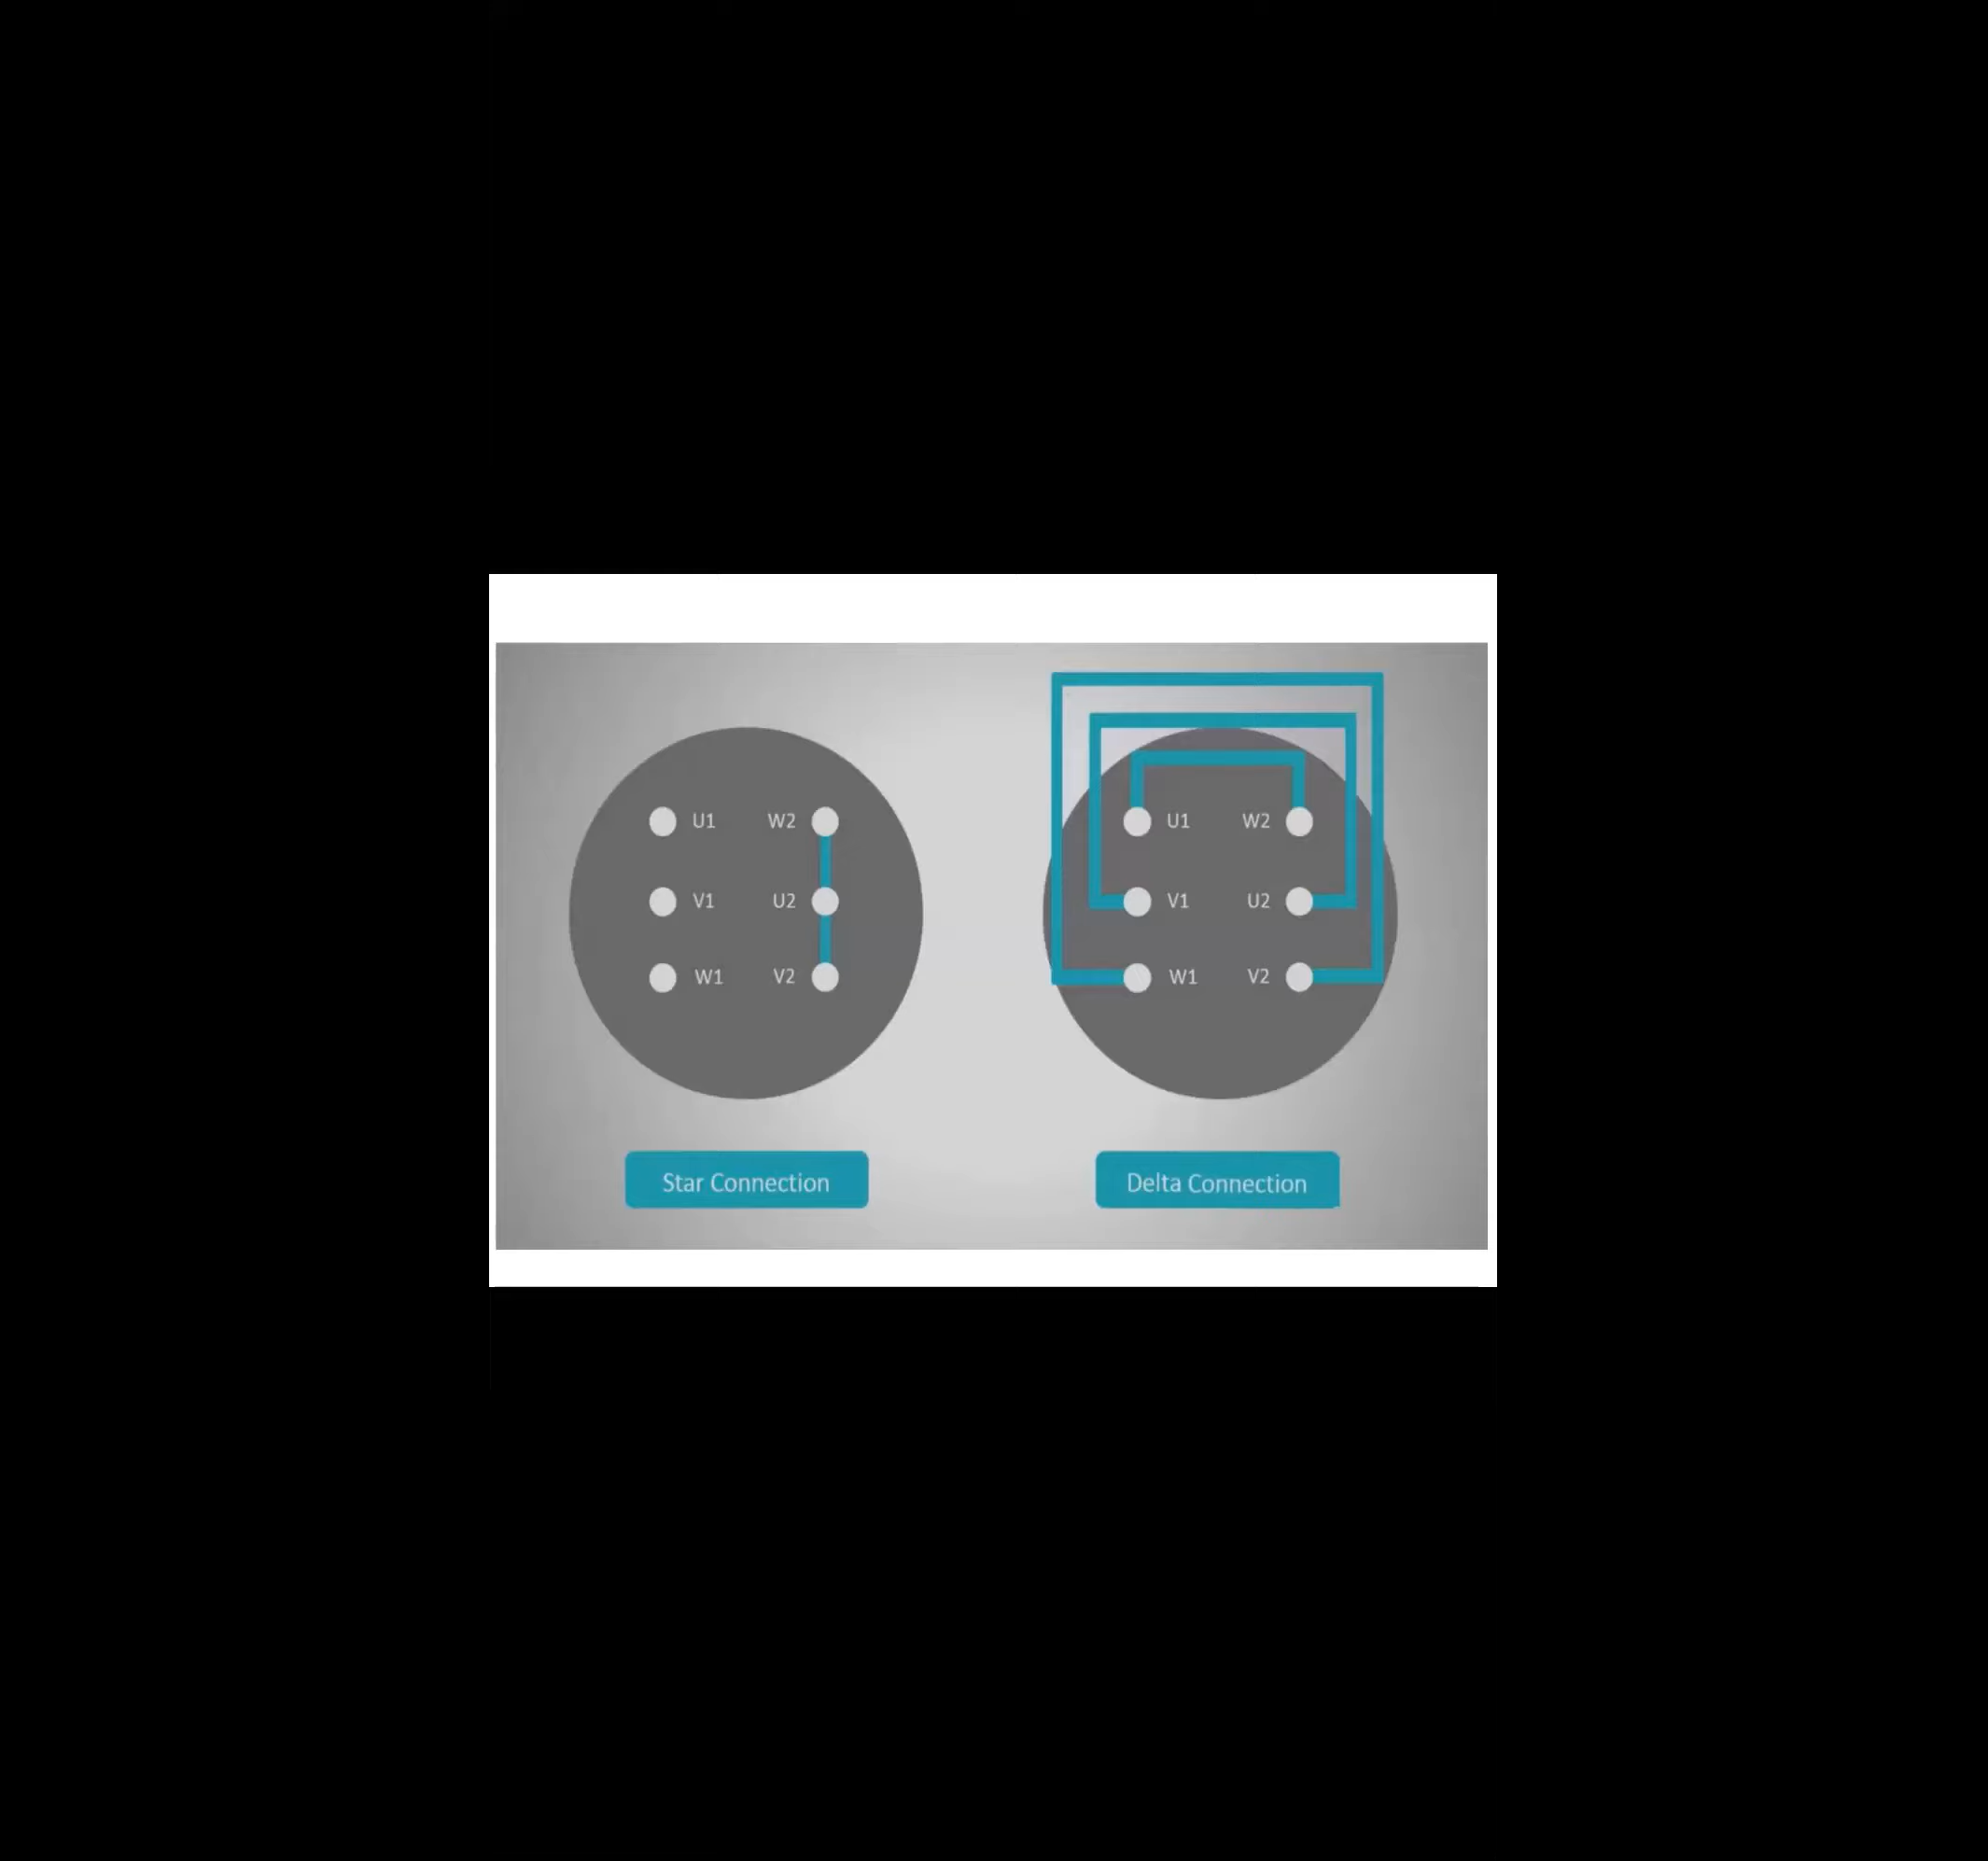 U1 W2
V1 U2
W1 V2
Star Connection
U1 W2
V1 U2
W1 V2
Delta Connection